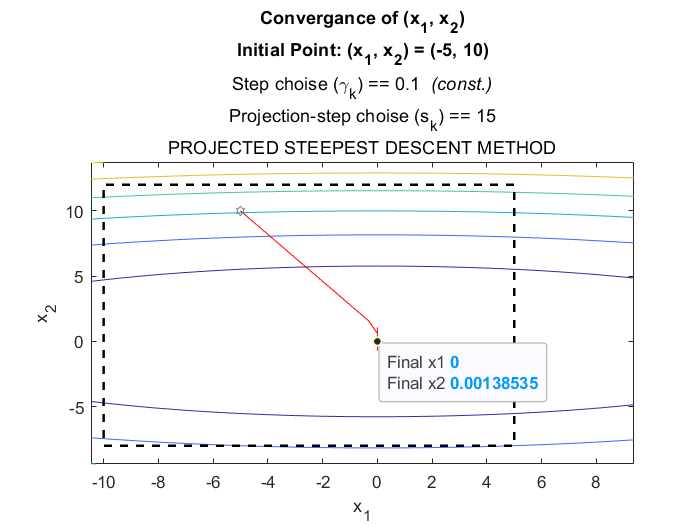 Convergance of (x₁, x₂)
Initial Point: (x₁, x₂) = (-5, 10)
Step choise (γₖ) == 0.1 (const.)
Projection-step choise (sₖ) == 15
PROJECTED STEEPEST DESCENT METHOD
10
5
0
-5
x₂
Final x1 0
Final x2 0.00138535
-10 -8 -6 -4 -2 0 2 4 6 8
x₁